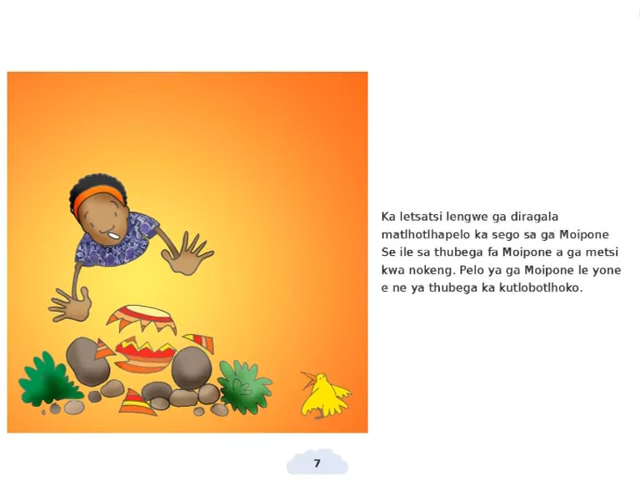 Ka letsatsi lengwe ga diragala
matlhotlhapelo ka sego sa ga Moipone
Se ile sa thubega fa Moipone a ga metsi
kwa nokeng. Pelo ya ga Moipone le yone
e ne ya thubega ka kutlobotlhoko.
7